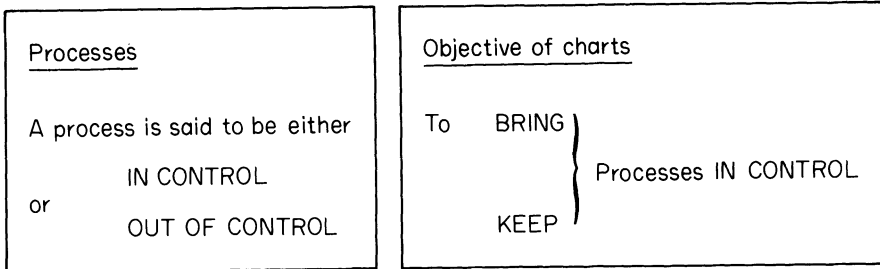 Processes
A process is said to be either
IN CONTROL
or
OUT OF CONTROL
Objective of charts
To BRING
Processes IN CONTROL
KEEP